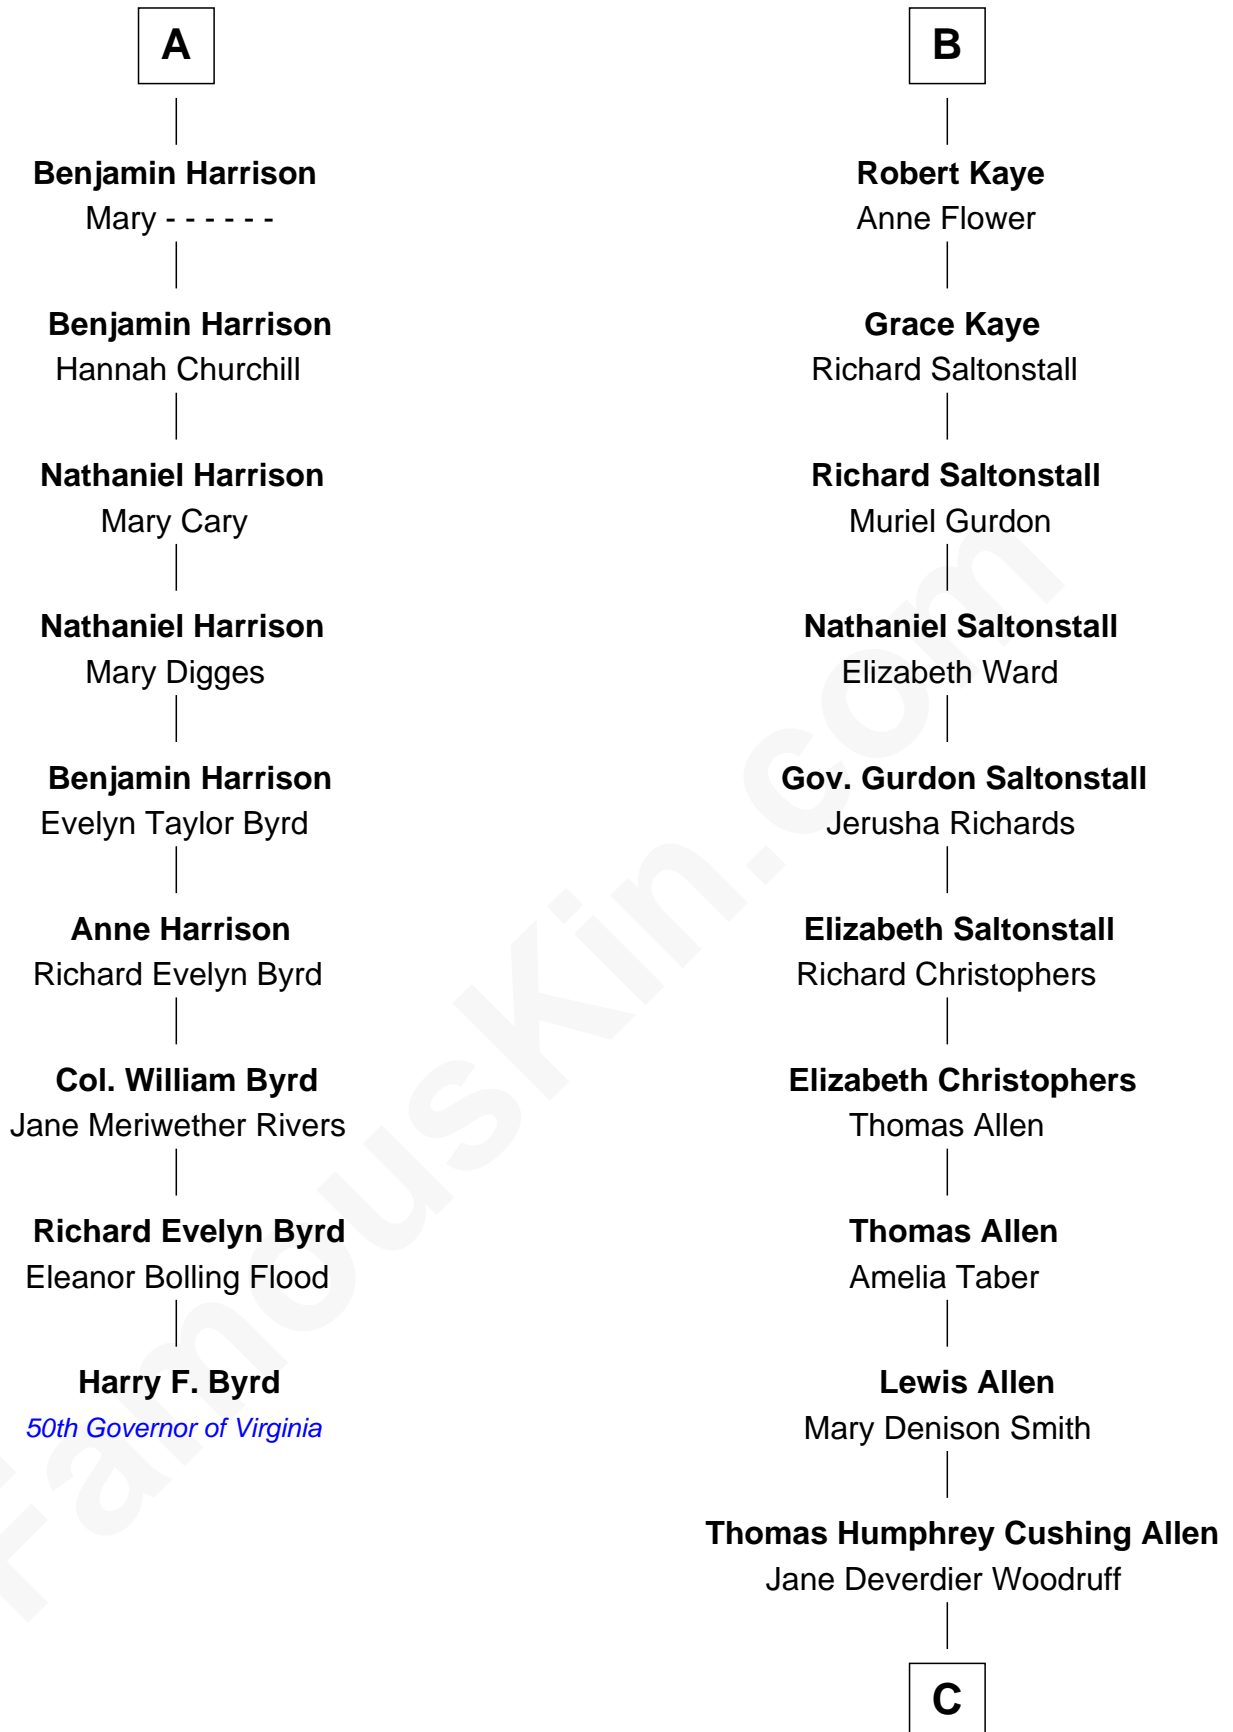 A
Benjamin Harrison
Mary - - - - - -
Benjamin Harrison
Hannah Churchill
Nathaniel Harrison
Mary Cary
Nathaniel Harrison
Mary Digges
Benjamin Harrison
Evelyn Taylor Byrd
Anne Harrison
Richard Evelyn Byrd
Col. William Byrd
Jane Meriwether Rivers
Richard Evelyn Byrd
Eleanor Bolling Flood
Harry F. Byrd
50th Governor of Virginia
B
Robert Kaye
Anne Flower
Grace Kaye
Richard Saltonstall
Richard Saltonstall
Muriel Gurdon
Nathaniel Saltonstall
Elizabeth Ward
Gov. Gurdon Saltonstall
Jerusha Richards
Elizabeth Saltonstall
Richard Christophers
Elizabeth Christophers
Thomas Allen
Thomas Allen
Amelia Taber
Lewis Allen
Mary Denison Smith
Thomas Humphrey Cushing Allen
Jane Deverdier Woodruff
C
FamousKin.com